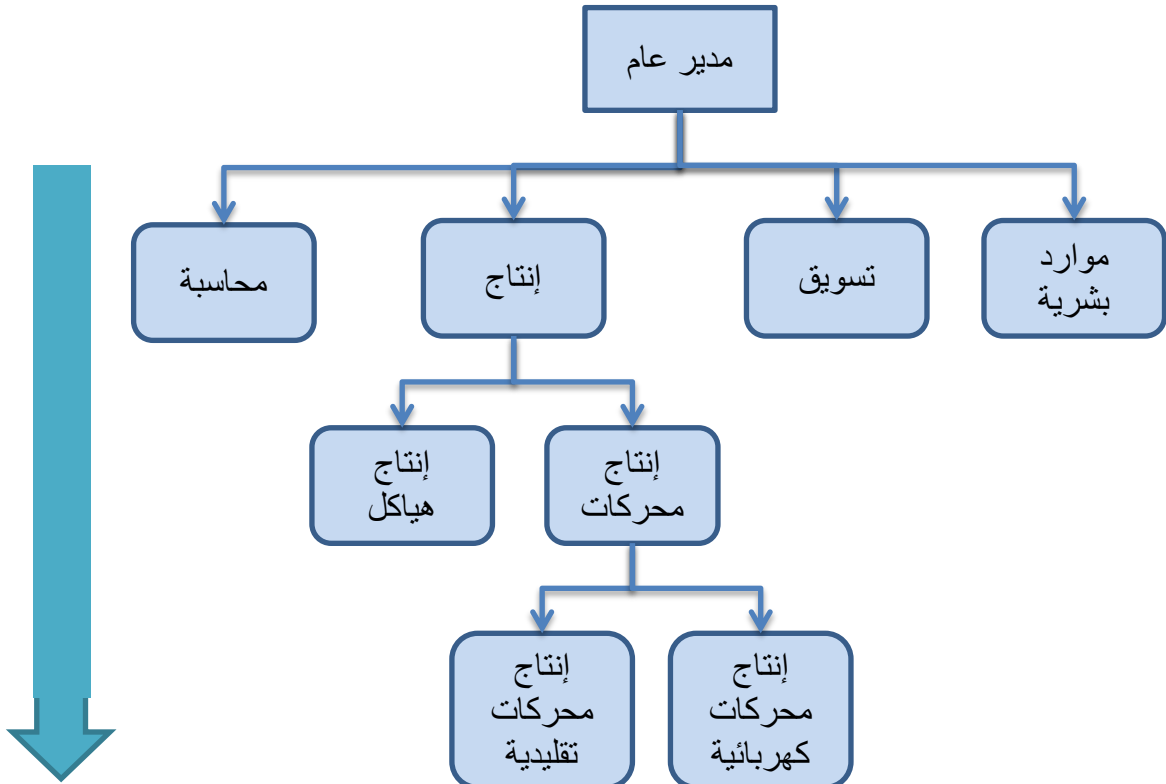 مدير عام
موارد
بشرية
تسويق
إنتاج
محاسبة
إنتاج
محركات
إنتاج
هياكل
إنتاج
محركات
كهربائية
إنتاج
محركات
تقليدية